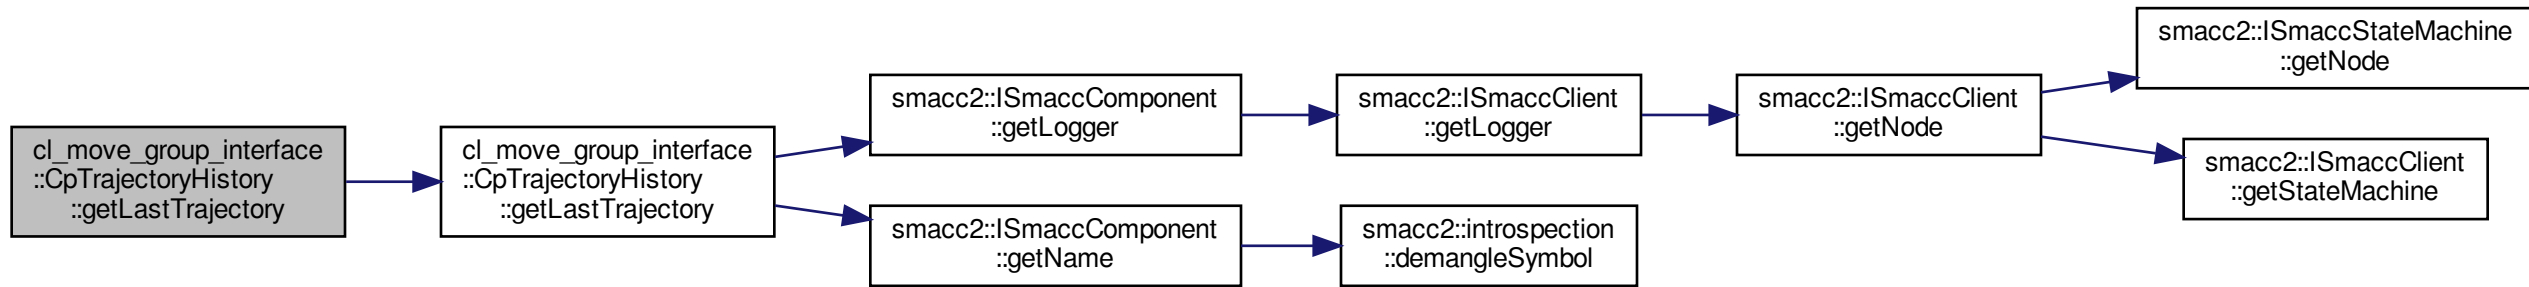 cl_move_group_interface
::CpTrajectoryHistory
::getLastTrajectory
cl_move_group_interface
::CpTrajectoryHistory
::getLastTrajectory
smacc2::ISmaccComponent
::getLogger
smacc2::ISmaccClient
::getLogger
smacc2::ISmaccClient
::getNode
smacc2::ISmaccStateMachine
::getNode
smacc2::ISmaccClient
::getStateMachine
smacc2::ISmaccComponent
::getName
smacc2::introspection
::demangleSymbol